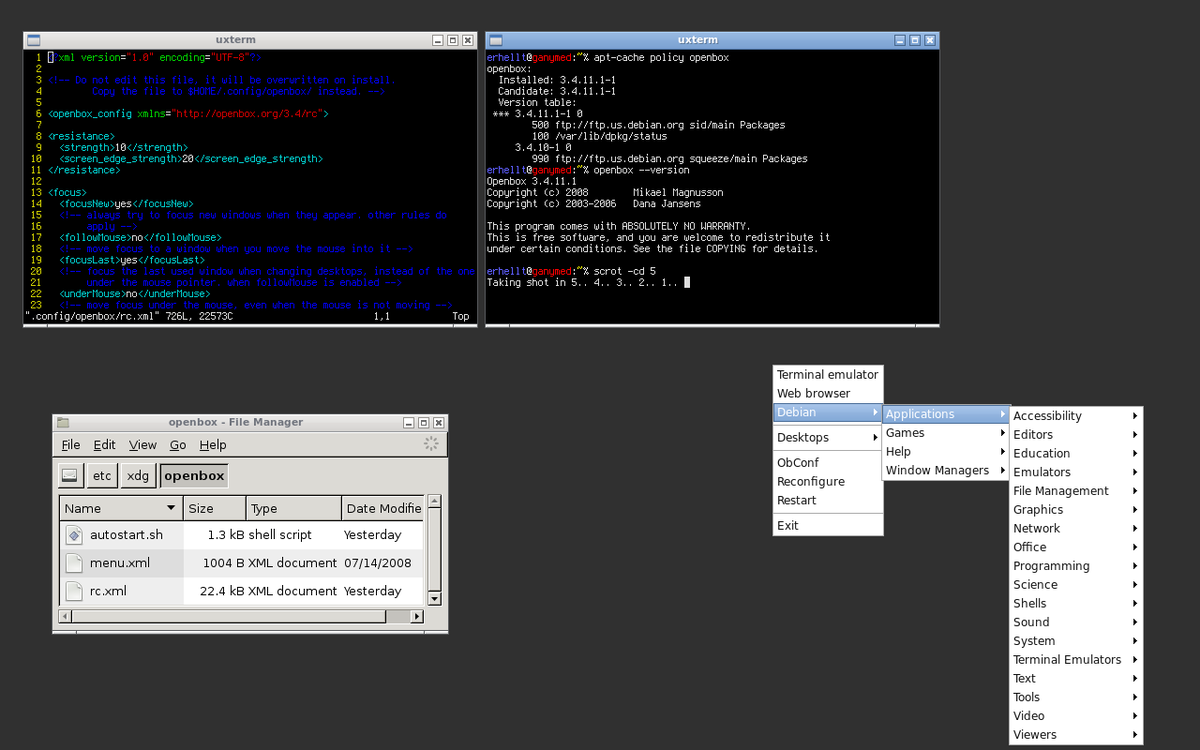 uxterm
1 <?xml version="1.0" encoding="UTF-8"?>
2
3 <!-- Do not edit this file, it will be overwritten on install.
4 Copy the file to $HOME/.config/openbox/ instead. -->
5
6 <openbox_config xmlns="http://openbox.org/3.4/rc">
7
8 <resistance>
9 <strength>10</strength>
10 <screen_edge_strength>20</screen_edge_strength>
11 </resistance>
12
13 <focus>
14 <focusNew>yes</focusNew>
15 <!-- always try to focus new windows when they appear. other rules do
16 apply -->
17 <followMouse>no</followMouse>
18 <!-- move focus to a window when you move the mouse into it -->
19 <focusLast>yes</focusLast>
20 <!-- focus the last used window when changing desktops, instead of the one
21 under the mouse pointer. when followMouse is enabled -->
22 <underMouse>no</underMouse>
23 <!-- move focus under the mouse, even when the mouse is not moving -->
".config/openbox/rc.xml" 726L, 22573C 1,1 Top
uxterm
erhellt@ganymed:~% apt-cache policy openbox
openbox:
Installed: 3.4.11.1-1
Candidate: 3.4.11.1-1
Version table:
*** 3.4.11.1-1 0
500 ftp://ftp.us.debian.org sid/main Packages
100 /var/lib/dpkg/status
3.4.10-1 0
990 ftp://ftp.us.debian.org squeeze/main Packages
erhellt@ganymed:~% openbox --version
Openbox 3.4.11.1
Copyright (c) 2008 Mikael Magnusson
Copyright (c) 2003-2006 Dana Jansens
This program comes with ABSOLUTELY NO WARRANTY.
This is free software, and you are welcome to redistribute it
under certain conditions. See the file COPYING for details.
erhellt@ganymed:~% scrot -cd 5
Taking shot in 5.. 4.. 3.. 2.. 1..
openbox - File Manager
File Edit View Go Help
etc xdg openbox
Name Size Type Date Modifie
autostart.sh 1.3 kB shell script Yesterday
menu.xml 1004 B XML document 07/14/2008
rc.xml 22.4 kB XML document Yesterday
Terminal emulator
Web browser
Debian
Desktops
ObConf
Reconfigure
Restart
Exit
Applications
Games
Help
Window Managers
Accessibility
Editors
Education
Emulators
File Management
Graphics
Network
Office
Programming
Science
Shells
Sound
System
Terminal Emulators
Text
Tools
Video
Viewers